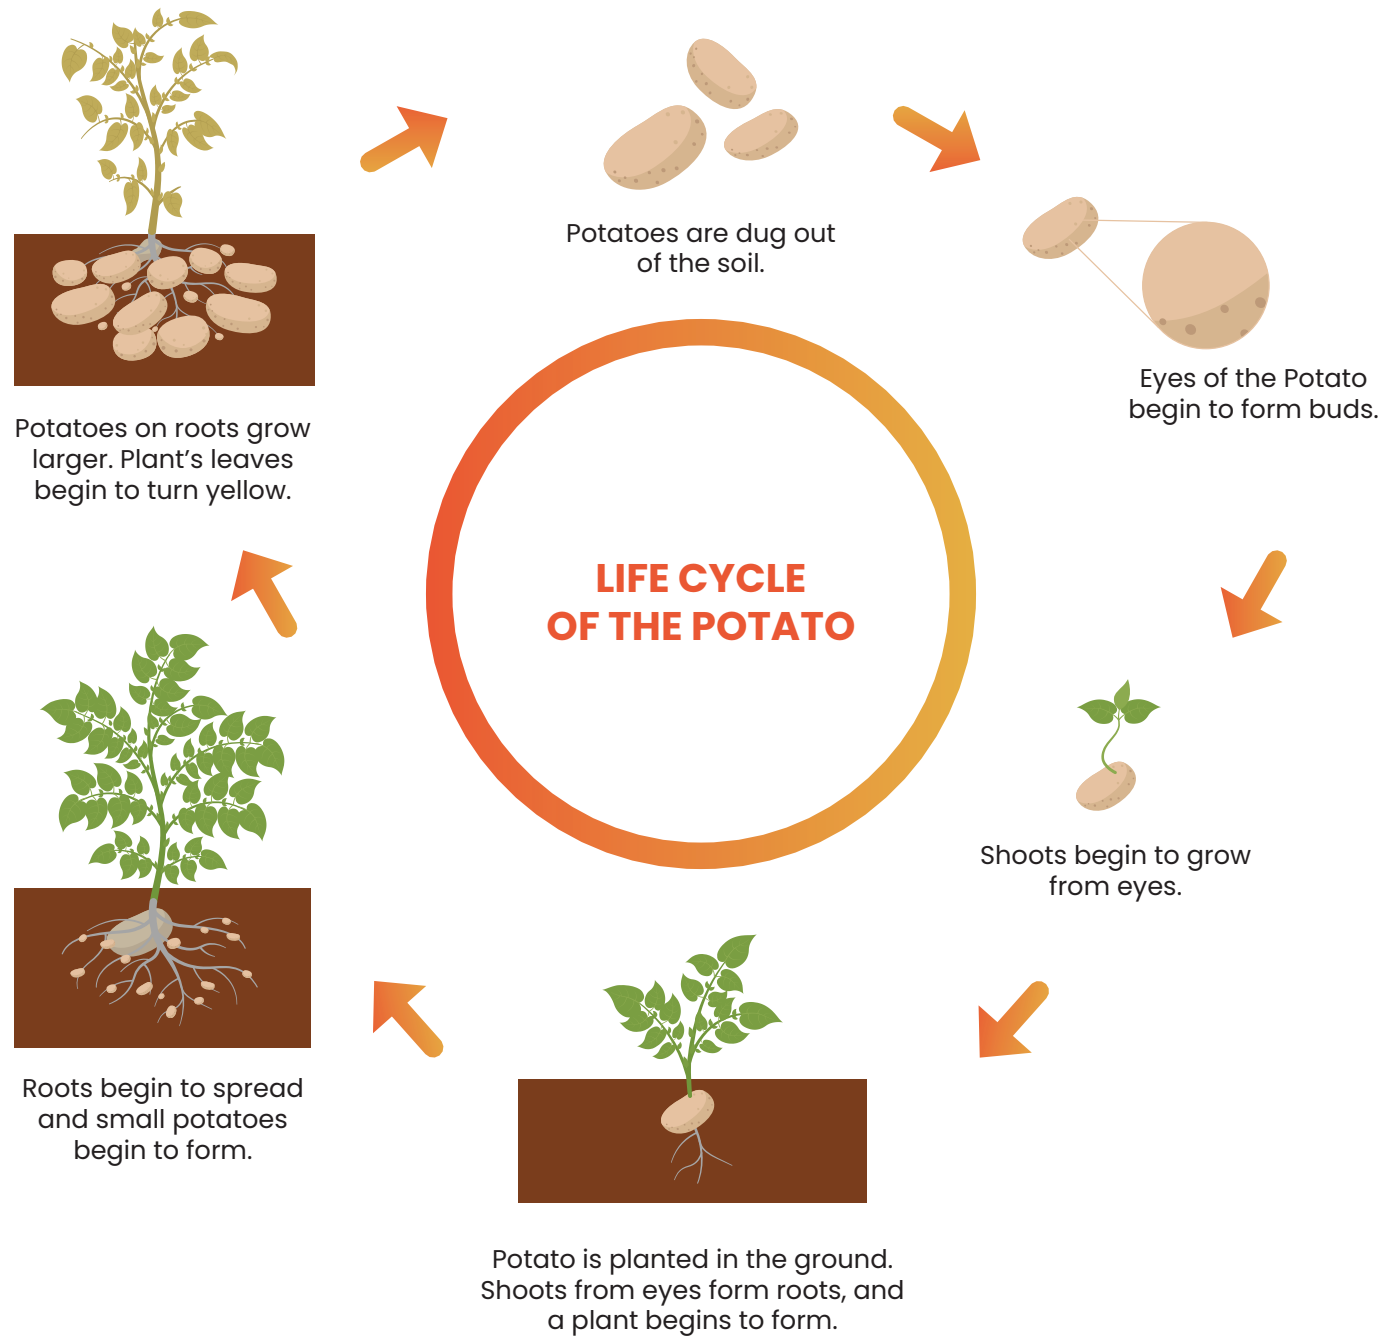 Potatoes are dug out
of the soil.
Eyes of the Potato
begin to form buds.
Shoots begin to grow
from eyes.
Potato is planted in the ground.
Shoots from eyes form roots, and
a plant begins to form.
Roots begin to spread
and small potatoes
begin to form.
Potatoes on roots grow
larger. Plant’s leaves
begin to turn yellow.
LIFE CYCLE
OF THE POTATO